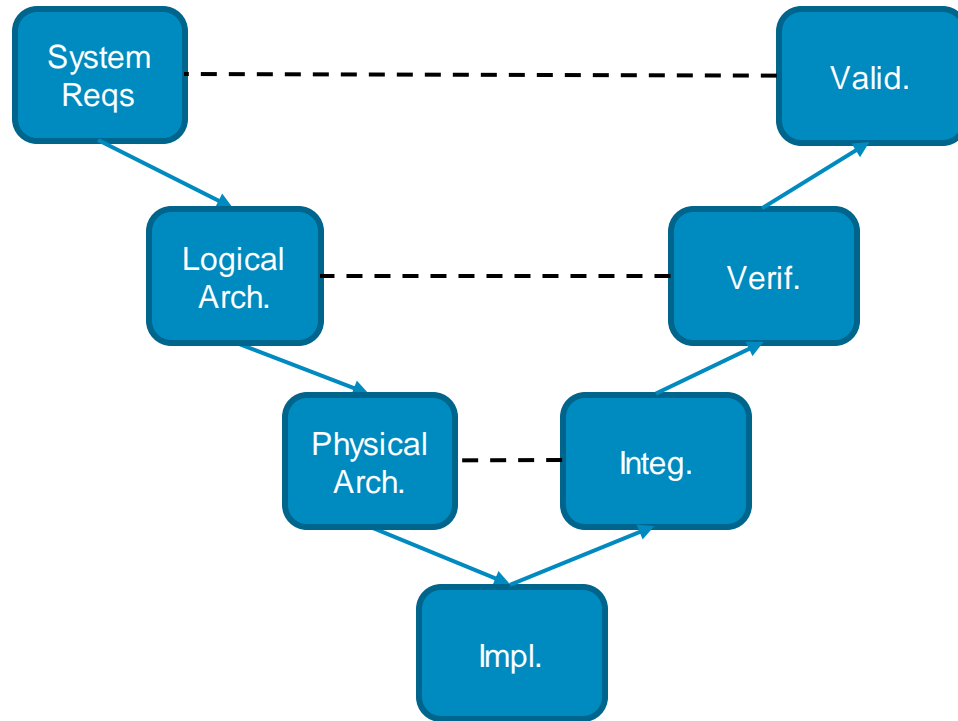 System
Reqs
Valid.
Logical
Arch.
Verif.
Physical
Arch.
Integ.
Impl.